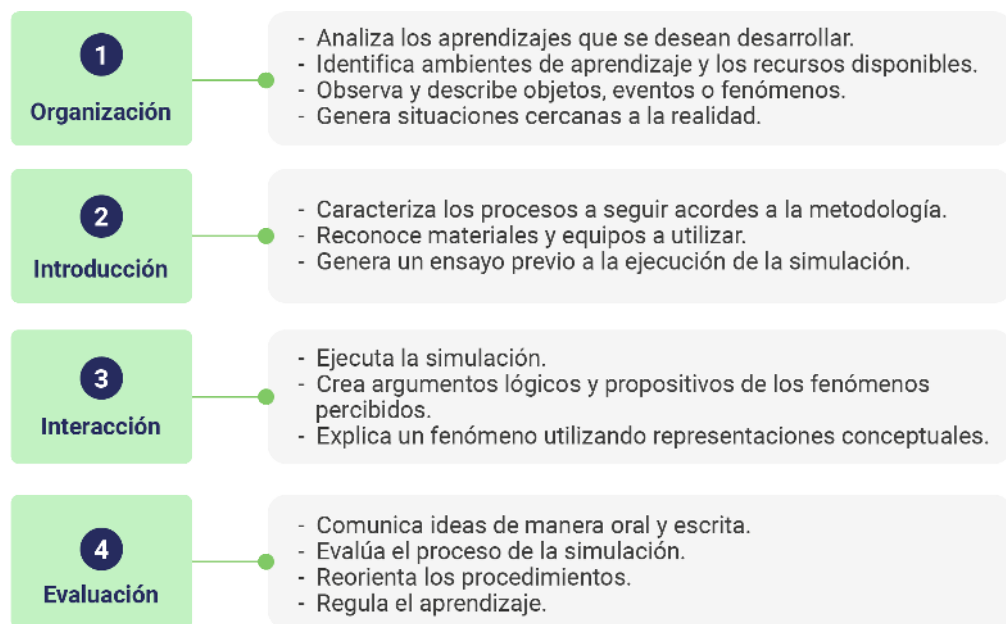 1
Organización
- Analiza los aprendizajes que se desean desarrollar.
- Identifica ambientes de aprendizaje y los recursos disponibles.
- Observa y describe objetos, eventos o fenómenos.
- Genera situaciones cercanas a la realidad.
2
Introducción
- Caracteriza los procesos a seguir acordes a la metodología.
- Reconoce materiales y equipos a utilizar.
- Genera un ensayo previo a la ejecución de la simulación.
3
Interacción
- Ejecuta la simulación.
- Crea argumentos lógicos y propositivos de los fenómenos
percibidos.
- Explica un fenómeno utilizando representaciones conceptuales.
4
Evaluación
- Comunica ideas de manera oral y escrita.
- Evalúa el proceso de la simulación.
- Reorienta los procedimientos.
- Regula el aprendizaje.